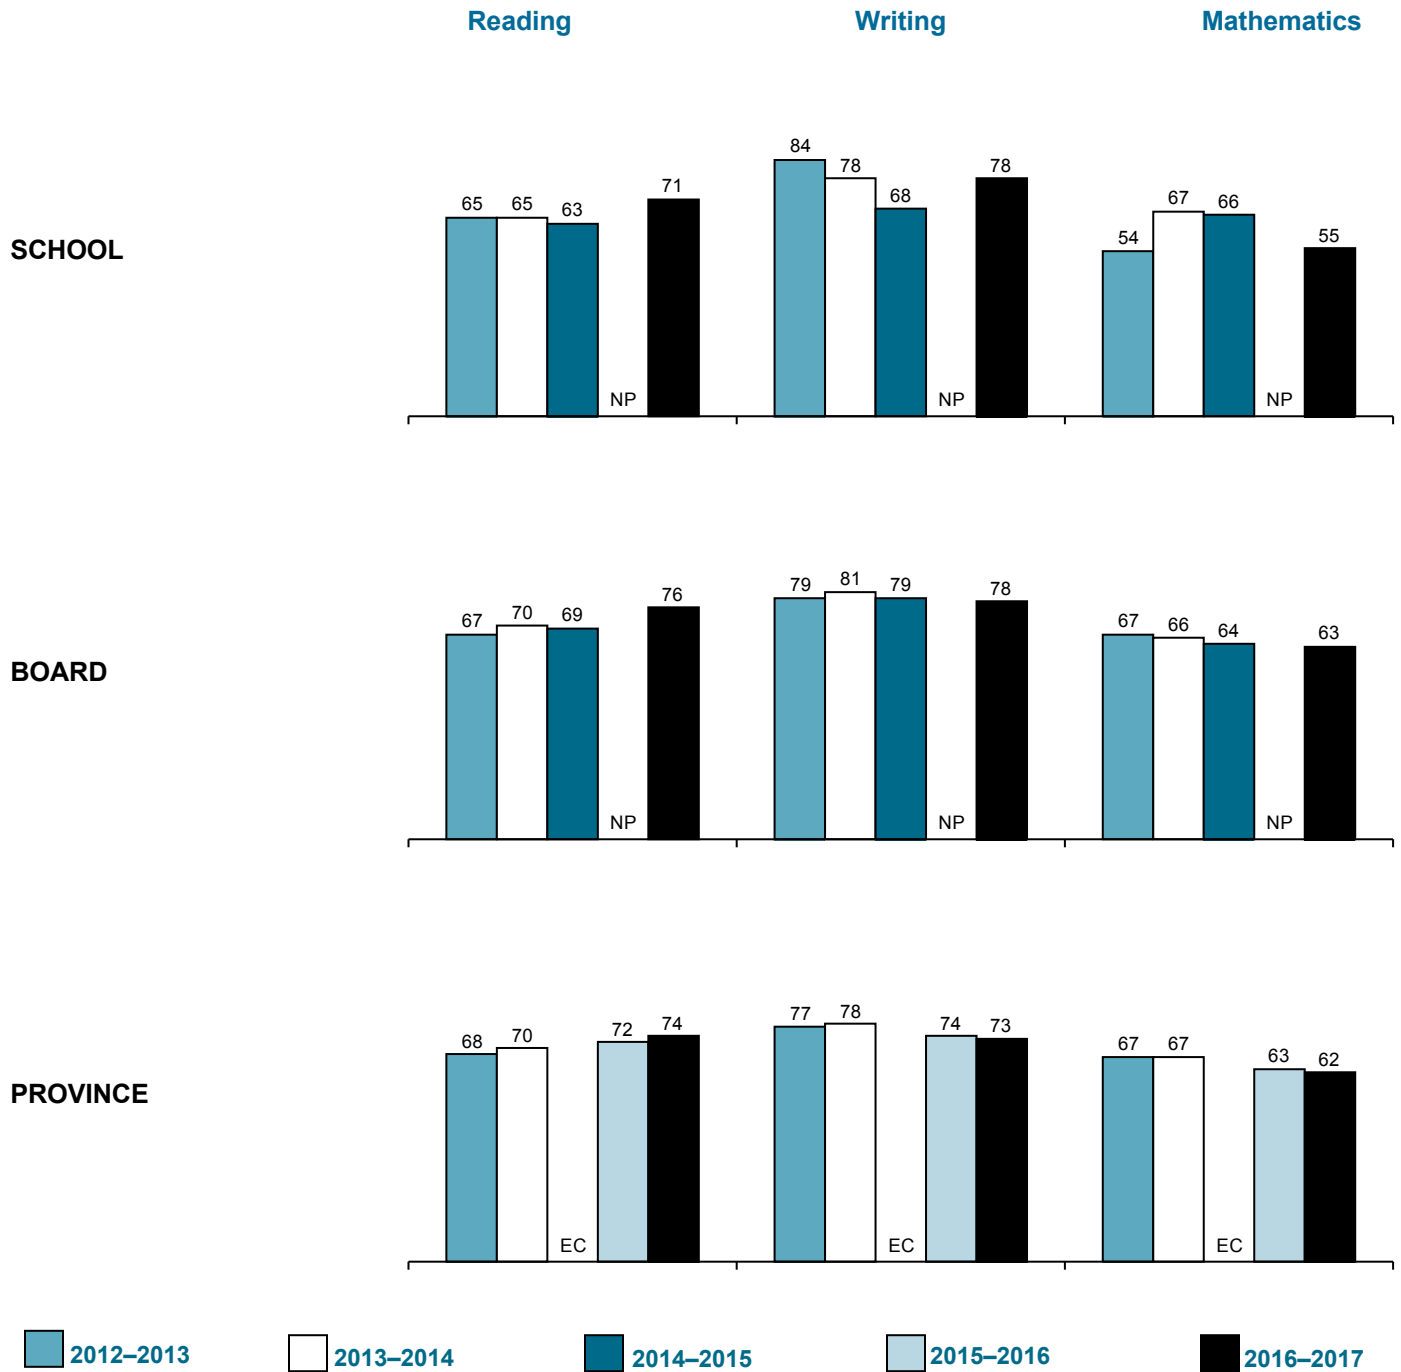 Reading Writing Mathematics
SCHOOL
65 65 63 NP 71
84 78 68 NP 78
54 67 66 NP 55
BOARD
67 70 69 NP 76
79 81 79 NP 78
67 66 64 NP 63
PROVINCE
68 70 EC 72 74
77 78 EC 74 73
67 67 EC 63 62
2012–2013 2013–2014 2014–2015 2015–2016 2016–2017